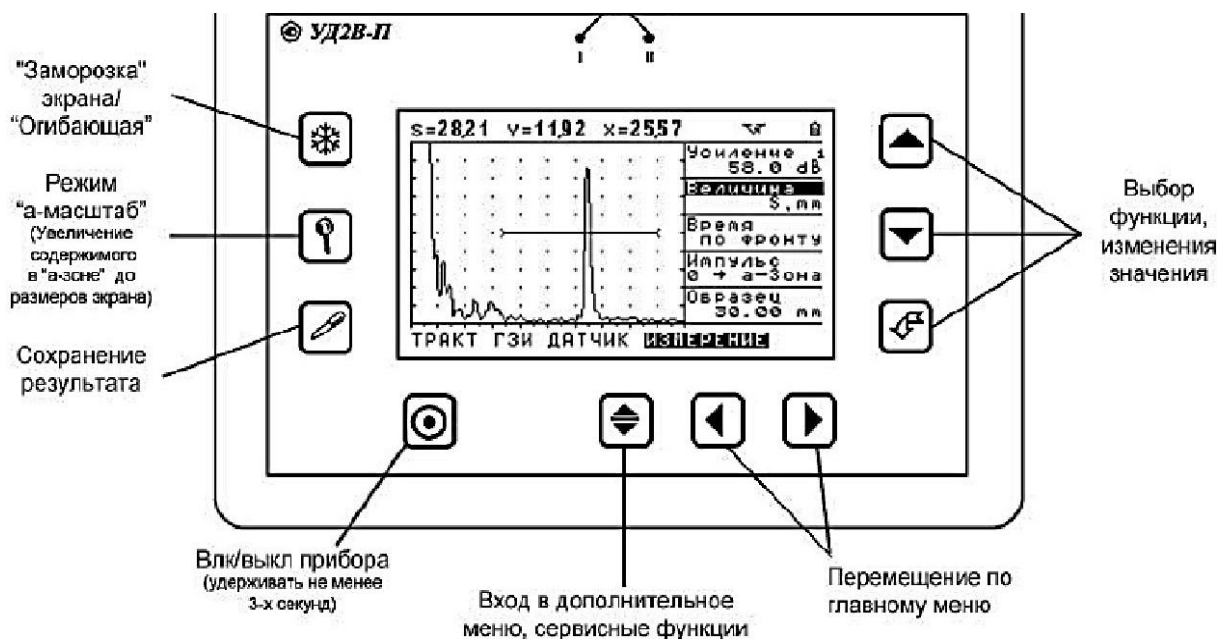 УД2В-П
I II
"Заморозка"
экрана/
"Огибающая"
Режим
"а-масштаб"
(Увеличение
содержимого
в "а-зоне" до
размеров экрана)
Сохранение
результата
S=28,21 Y=11,92 X=25,57
Усиление
58.0 dB
Величина
S,mm
Время
по фронту
Импульс
0 → а-Зона
Образец
30.00 mm
ТРАКТ ГЗИ ДАТЧИК ИЗМЕРЕНИЕ
Выбор
функции,
изменения
значения
Влк/выкл прибора
(удерживать не менее
3-х секунд)
Вход в дополнительное
меню, сервисные функции
Перемещение по
главному меню